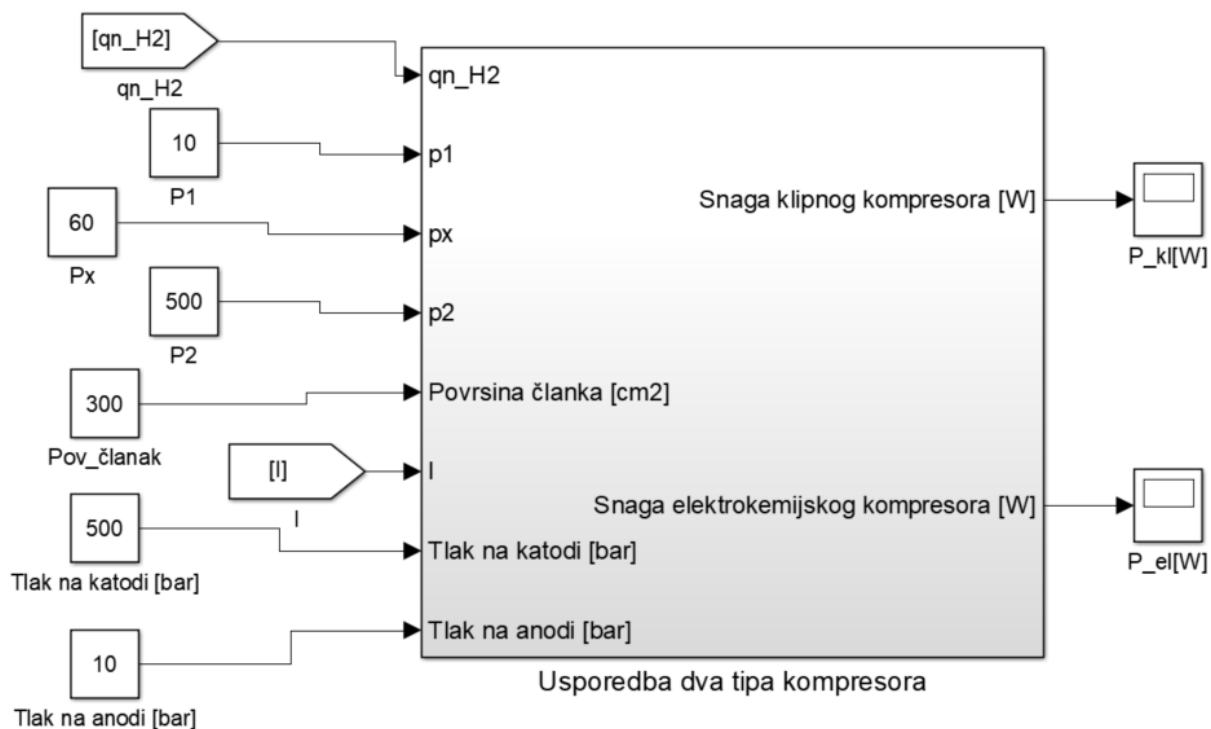 [qn_H2]
qn_H2
qn_H2
10
P1
p1
60
Px
px
500
P2
p2
300
Pov_članak
Povrsina članka [cm2]
[I]
I
I
500
Tlak na katodi [bar]
Tlak na katodi [bar]
10
Tlak na anodi [bar]
Tlak na anodi [bar]
Snaga klipnog kompresora [W]
P_kl[W]
Snaga elektrokemijskog kompresora [W]
P_el[W]
Usporedba dva tipa kompresora